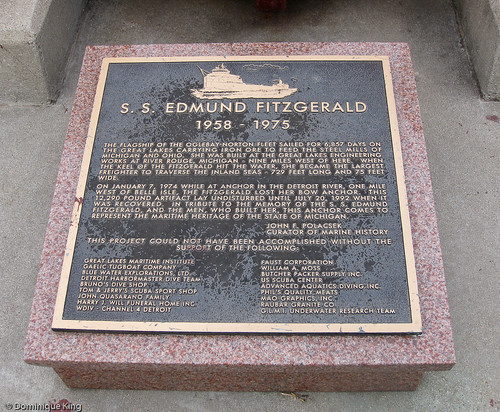 S. S. EDMUND FITZGERALD
1958 - 1975
THE FLAGSHIP OF THE OGLEBAY-NORTON FLEET SAILED FOR 6,857 DAYS ON
THE GREAT LAKES CARRYING IRON ORE TO FEED THE STEEL MILLS OF
MICHIGAN AND OHIO. SHE WAS BUILT AT THE GREAT LAKES ENGINEERING
WORKS AT RIVER ROUGE, MICHIGAN - NINE MILES WEST OF HERE. WHEN
THE HULL OF THE FITZGERALD HIT THE WATER, SHE BECAME THE LARGEST
FREIGHTER TO TRAVERSE THE INLAND SEAS - 729 FEET LONG AND 75 FEET
WIDE.
ON JANUARY 7, 1974 WHILE AT ANCHOR IN THE DETROIT RIVER, ONE MILE
WEST OF BELLE ISLE, THE FITZGERALD LOST HER BOW ANCHOR. THIS
12,290 POUND ARTIFACT LAY UNDISTURBED UNTIL JULY 20, 1992 WHEN IT
WAS RECOVERED. IN TRIBUTE TO THE MEMORY OF THE S. S. EDMUND
FITZGERALD, AND THE MEN WHO BUILT HER, THIS ANCHOR COMES TO
REPRESENT THE MARITIME HERITAGE OF THE STATE OF MICHIGAN.
JOHN F. POLACSEK
CURATOR OF MARINE HISTORY
THIS PROJECT COULD NOT HAVE BEEN ACCOMPLISHED WITHOUT THE
SUPPORT OF THE FOLLOWING:
GREAT LAKES MARITIME INSTITUTE
GAELIC TUGBOAT COMPANY
BLUE WATER EXPLORATIONS, LTD.
DETROIT HARBORMASTER DIVE TEAM
BRUNO'S DIVE SHOP
TOM & JERRY'S SCUBA SPORT SHOP
JOHN QUASARANO FAMILY
HARRY J. WILL FUNERAL HOME INC.
WDIV - CHANNEL 4 DETROIT
FAUST CORPORATION
WILLIAM A. MOSS
BUTCHER PACKER SUPPLY INC.
US SCUBA CENTER
ADVANCED AQUATICS DIVING INC
PHIL'S QUALITY MEATS
MAO GRAPHICS, INC.
RAUBAR GRANITE CO.
G.L.M.I. UNDERWATER RESEARCH TEAM
© Dominique King